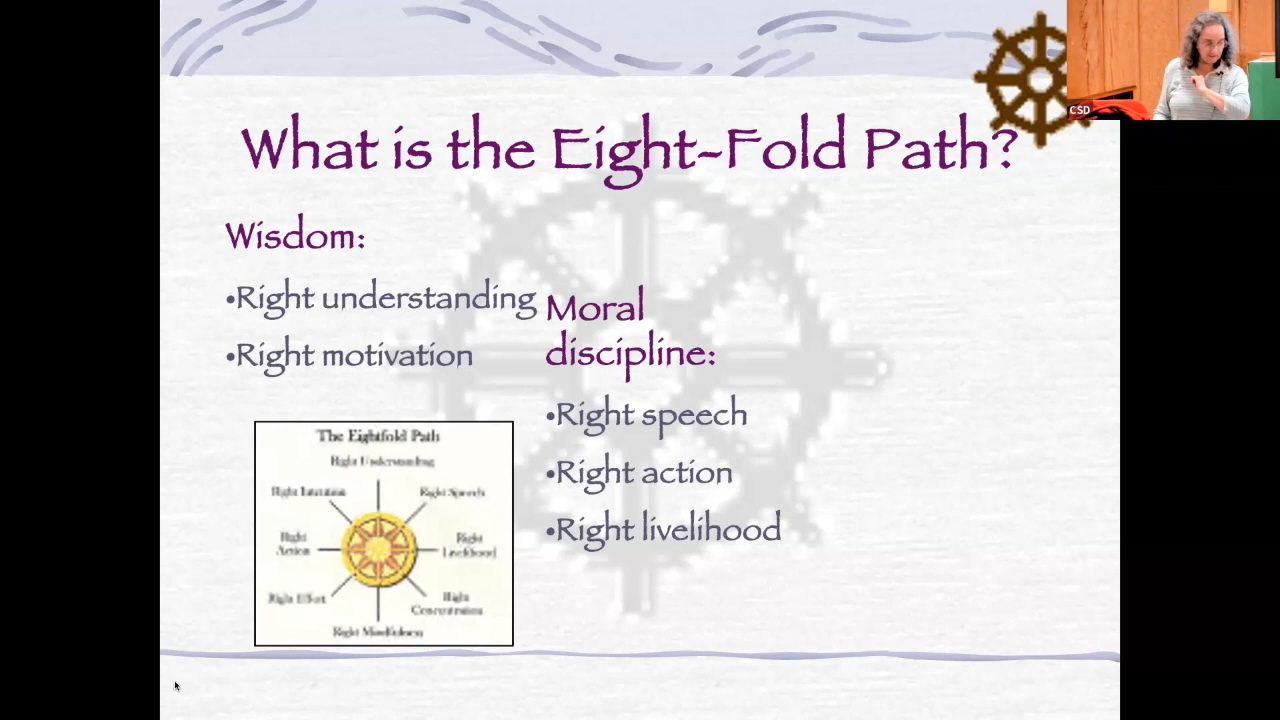 CSD
What is the Eight-Fold Path?
Wisdom:
•Right understanding
•Right motivation
Moral
discipline:
•Right speech
•Right action
•Right livelihood
The Eightfold Path
Right Understanding
Right Intention
Right Speech
Right
Action
Right
Livelihood
Right Effort
Right
Concentration
Right Mindfulness